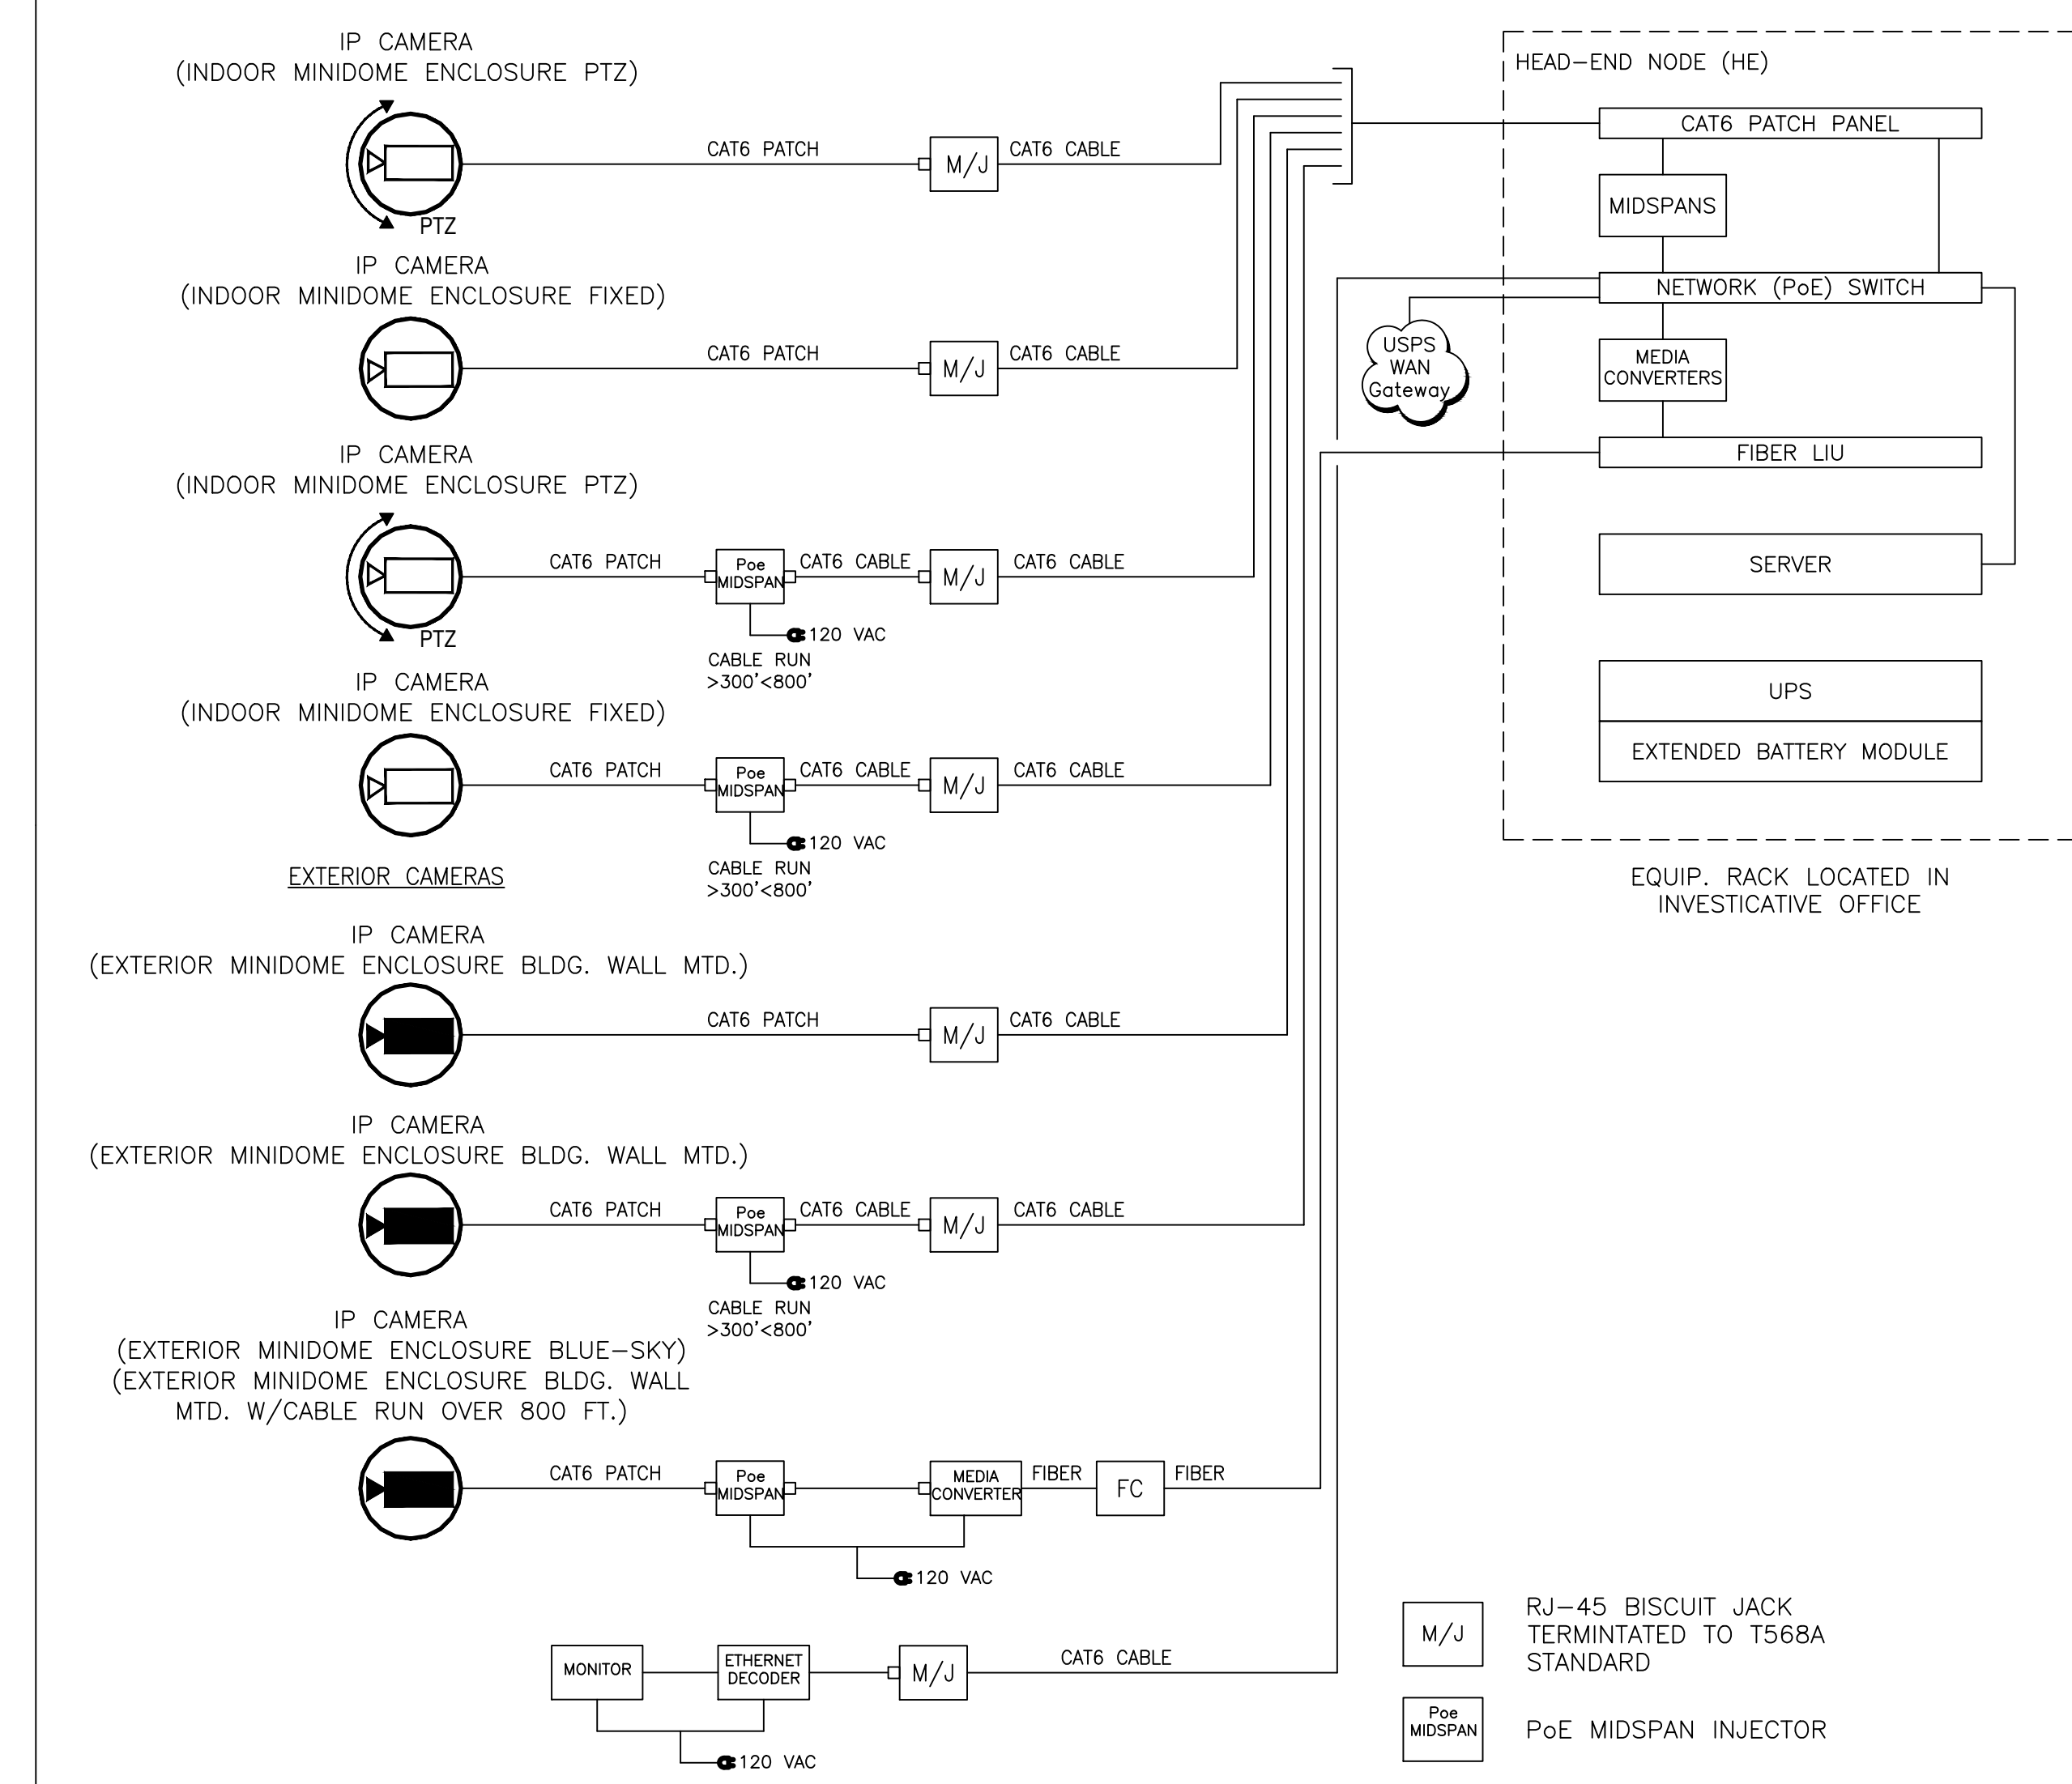 IP CAMERA
(INDOOR MINIDOME ENCLOSURE PTZ)
PTZ
CAT6 PATCH
M/J
CAT6 CABLE
IP CAMERA
(INDOOR MINIDOME ENCLOSURE FIXED)
CAT6 PATCH
M/J
CAT6 CABLE
IP CAMERA
(INDOOR MINIDOME ENCLOSURE PTZ)
PTZ
CAT6 PATCH
Poe
MIDSPAN
CAT6 CABLE
M/J
CAT6 CABLE
120 VAC
CABLE RUN
>300'<800'
IP CAMERA
(INDOOR MINIDOME ENCLOSURE FIXED)
CAT6 PATCH
Poe
MIDSPAN
CAT6 CABLE
M/J
CAT6 CABLE
120 VAC
CABLE RUN
>300'<800'
EXTERIOR CAMERAS
IP CAMERA
(EXTERIOR MINIDOME ENCLOSURE BLDG. WALL MTD.)
CAT6 PATCH
M/J
CAT6 CABLE
IP CAMERA
(EXTERIOR MINIDOME ENCLOSURE BLDG. WALL MTD.)
CAT6 PATCH
Poe
MIDSPAN
CAT6 CABLE
M/J
CAT6 CABLE
120 VAC
CABLE RUN
>300'<800'
IP CAMERA
(EXTERIOR MINIDOME ENCLOSURE BLUE-SKY)
(EXTERIOR MINIDOME ENCLOSURE BLDG. WALL
MTD. W/CABLE RUN OVER 800 FT.)
CAT6 PATCH
Poe
MIDSPAN
MEDIA
CONVERTER
FIBER
FC
FIBER
120 VAC
MONITOR
ETHERNET
DECODER
M/J
CAT6 CABLE
120 VAC
HEAD-END NODE (HE)
CAT6 PATCH PANEL
MIDSPANS
NETWORK (PoE) SWITCH
USPS
WAN
Gateway
MEDIA
CONVERTERS
FIBER LIU
SERVER
UPS
EXTENDED BATTERY MODULE
EQUIP. RACK LOCATED IN
INVESTICATIVE OFFICE
M/J
RJ-45 BISCUIT JACK
TERMINTATED TO T568A
STANDARD
Poe
MIDSPAN
PoE MIDSPAN INJECTOR